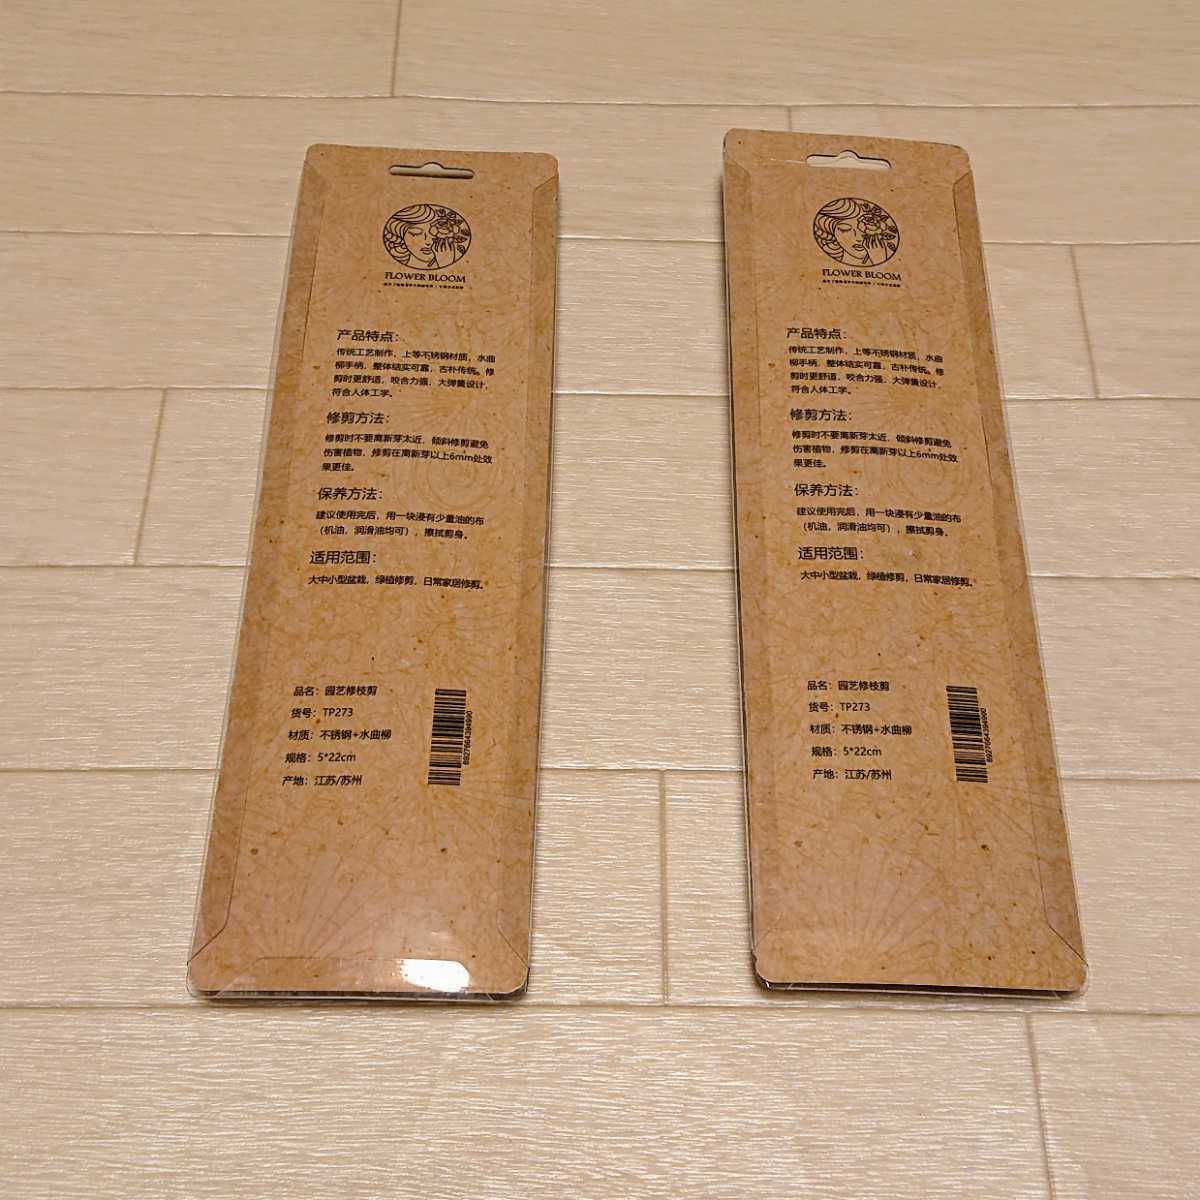 FLOWER BLOOM
产品特点：
传统工艺制作、上等不锈钢材质，水曲
柳手柄，整体结实可靠，古朴传统。修
剪时更舒适，咬合力强，大弹簧设计，
符合人体工学。
修剪方法：
修剪时不要离新芽太近，倾斜修剪避免
伤害植物，修剪在离新芽以上6mm处效
果更佳。
保养方法：
建议使用完后，用一块浸有少量油的布
（机油，润滑油均可），擦拭剪身。
适用范围：
大中小型盆栽，绿植修剪，日常家居修剪。
品名：园艺修枝剪
货号：TP273
材质：不锈钢+水曲柳
规格：5*22cm
产地：江苏/苏州
6927664394990
FLOWER BLOOM
产品特点：
传统工艺制作、上等不锈钢材质，水曲
柳手柄，整体结实可靠，古朴传统。修
剪时更舒适，咬合力强，大弹簧设计，
符合人体工学。
修剪方法：
修剪时不要离新芽太近，倾斜修剪避免
伤害植物，修剪在离新芽以上6mm处效
果更佳。
保养方法：
建议使用完后，用一块浸有少量油的布
（机油，润滑油均可），擦拭剪身。
适用范围：
大中小型盆栽，绿植修剪，日常家居修剪。
品名：园艺修枝剪
货号：TP273
材质：不锈钢+水曲柳
规格：5*22cm
产地：江苏/苏州
6927664394990